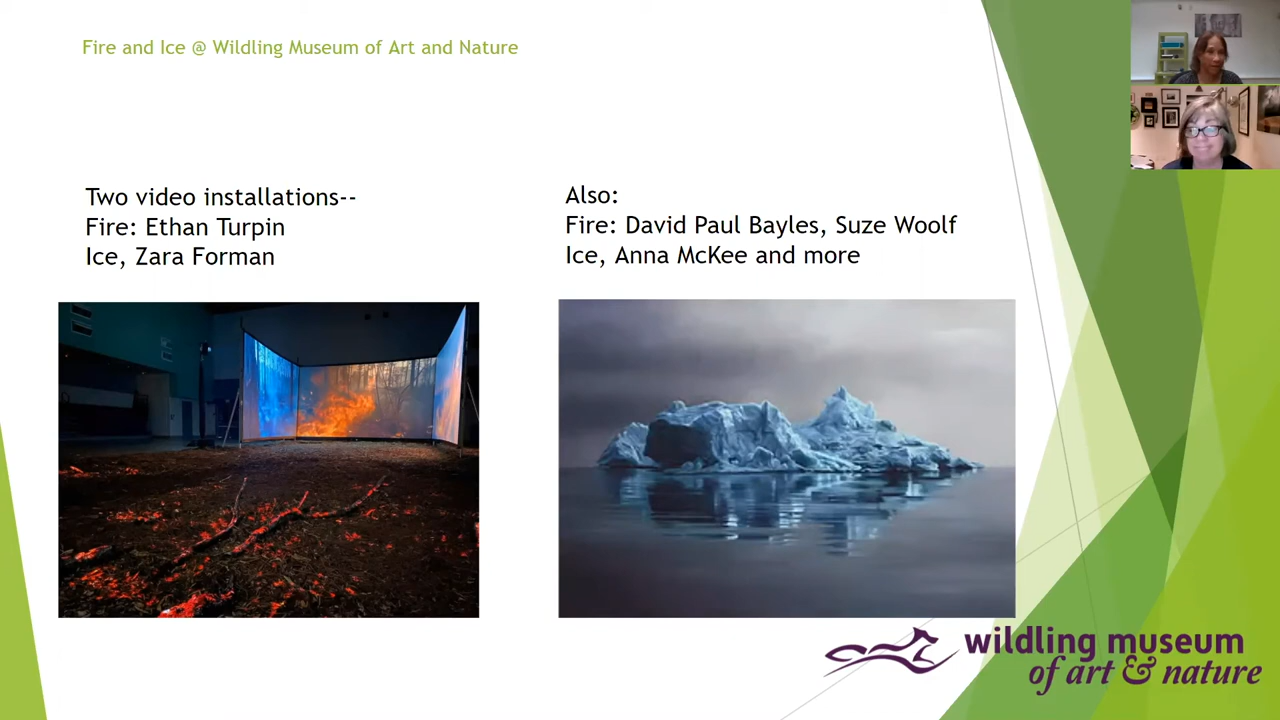 Fire and Ice @ Wildling Museum of Art and Nature
Two video installations--
Fire: Ethan Turpin
Ice, Zara Forman
Also:
Fire: David Paul Bayles, Suze Woolf
Ice, Anna McKee and more
wildling museum
of art & nature